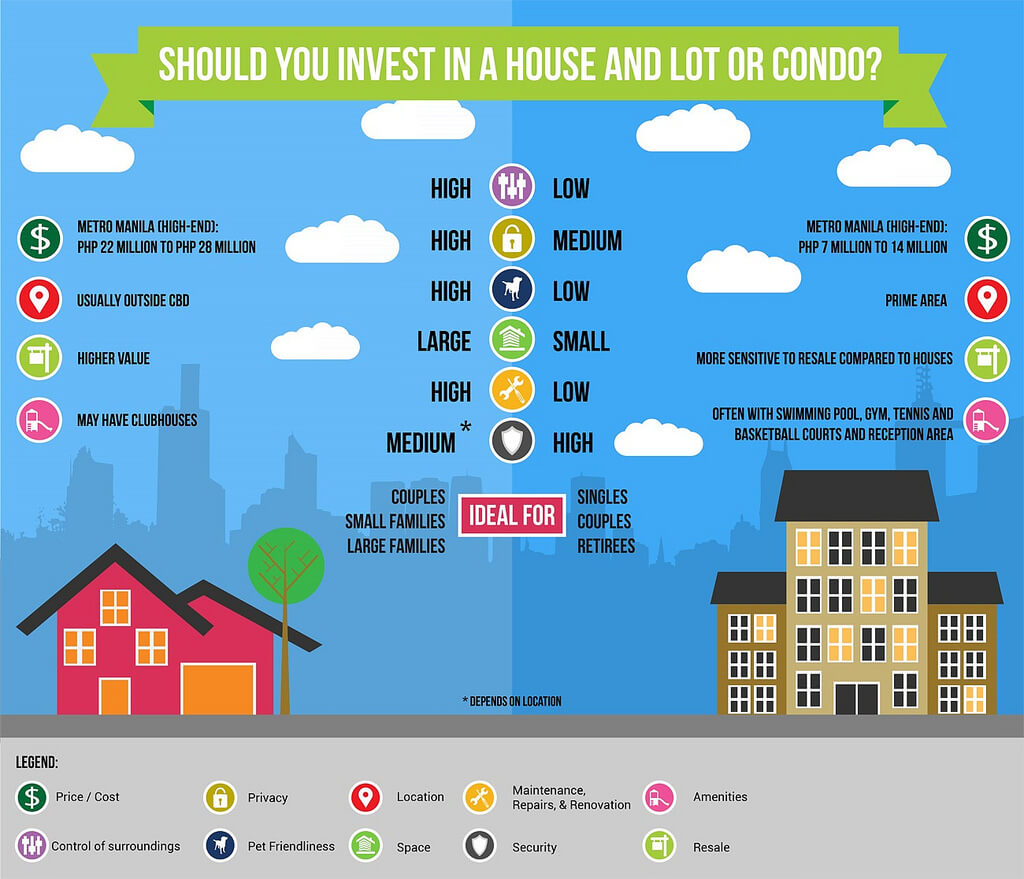 SHOULD YOU INVEST IN A HOUSE AND LOT OR CONDO?
METRO MANILA (HIGH-END):
PHP 22 MILLION TO PHP 28 MILLION
USUALLY OUTSIDE CBD
HIGHER VALUE
MAY HAVE CLUBHOUSES
HIGH LOW
HIGH MEDIUM
HIGH LOW
LARGE SMALL
HIGH LOW
MEDIUM * HIGH
METRO MANILA (HIGH-END):
PHP 7 MILLION TO 14 MILLION
PRIME AREA
MORE SENSITIVE TO RESALE COMPARED TO HOUSES
OFTEN WITH SWIMMING POOL, GYM, TENNIS AND
BASKETBALL COURTS AND RECEPTION AREA
COUPLES
SMALL FAMILIES
LARGE FAMILIES
IDEAL FOR
SINGLES
COUPLES
RETIREES
* DEPENDS ON LOCATION
LEGEND:
Price / Cost
Privacy
Location
Maintenance,
Repairs, & Renovation
Amenities
Control of surroundings
Pet Friendliness
Space
Security
Resale